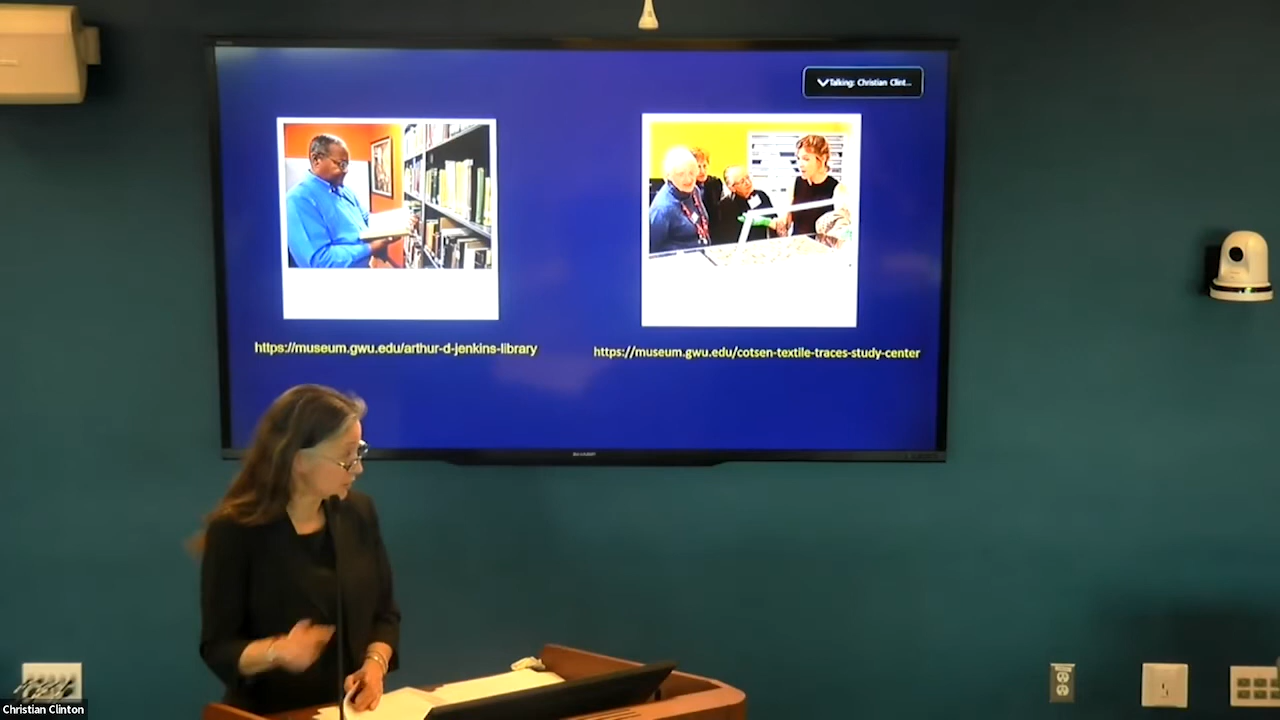 Talking: Christian Clint...
https://museum.gwu.edu/arthur-d-jenkins-library
https://museum.gwu.edu/cotsen-textile-traces-study-center
SHARP
Christian Clinton